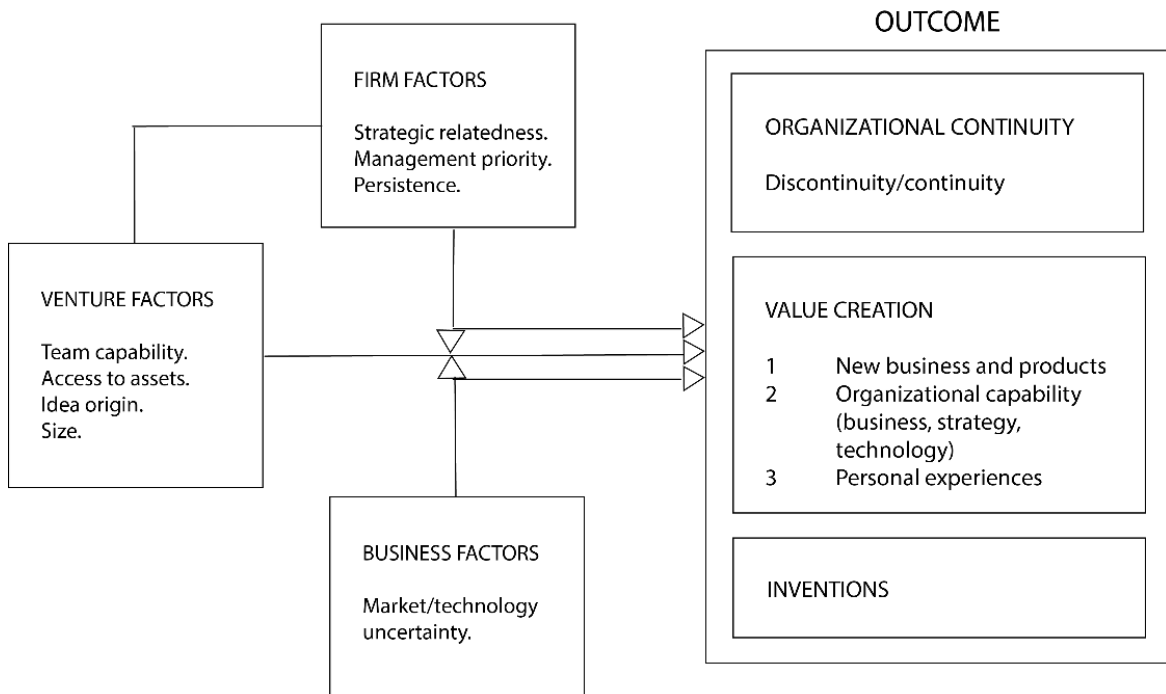 OUTCOME
FIRM FACTORS
Strategic relatedness.
Management priority.
Persistence.
VENTURE FACTORS
Team capability.
Access to assets.
Idea origin.
Size.
BUSINESS FACTORS
Market/technology
uncertainty.
ORGANIZATIONAL CONTINUITY
Discontinuity/continuity
VALUE CREATION
1 New business and products
2 Organizational capability
(business, strategy,
technology)
3 Personal experiences
INVENTIONS